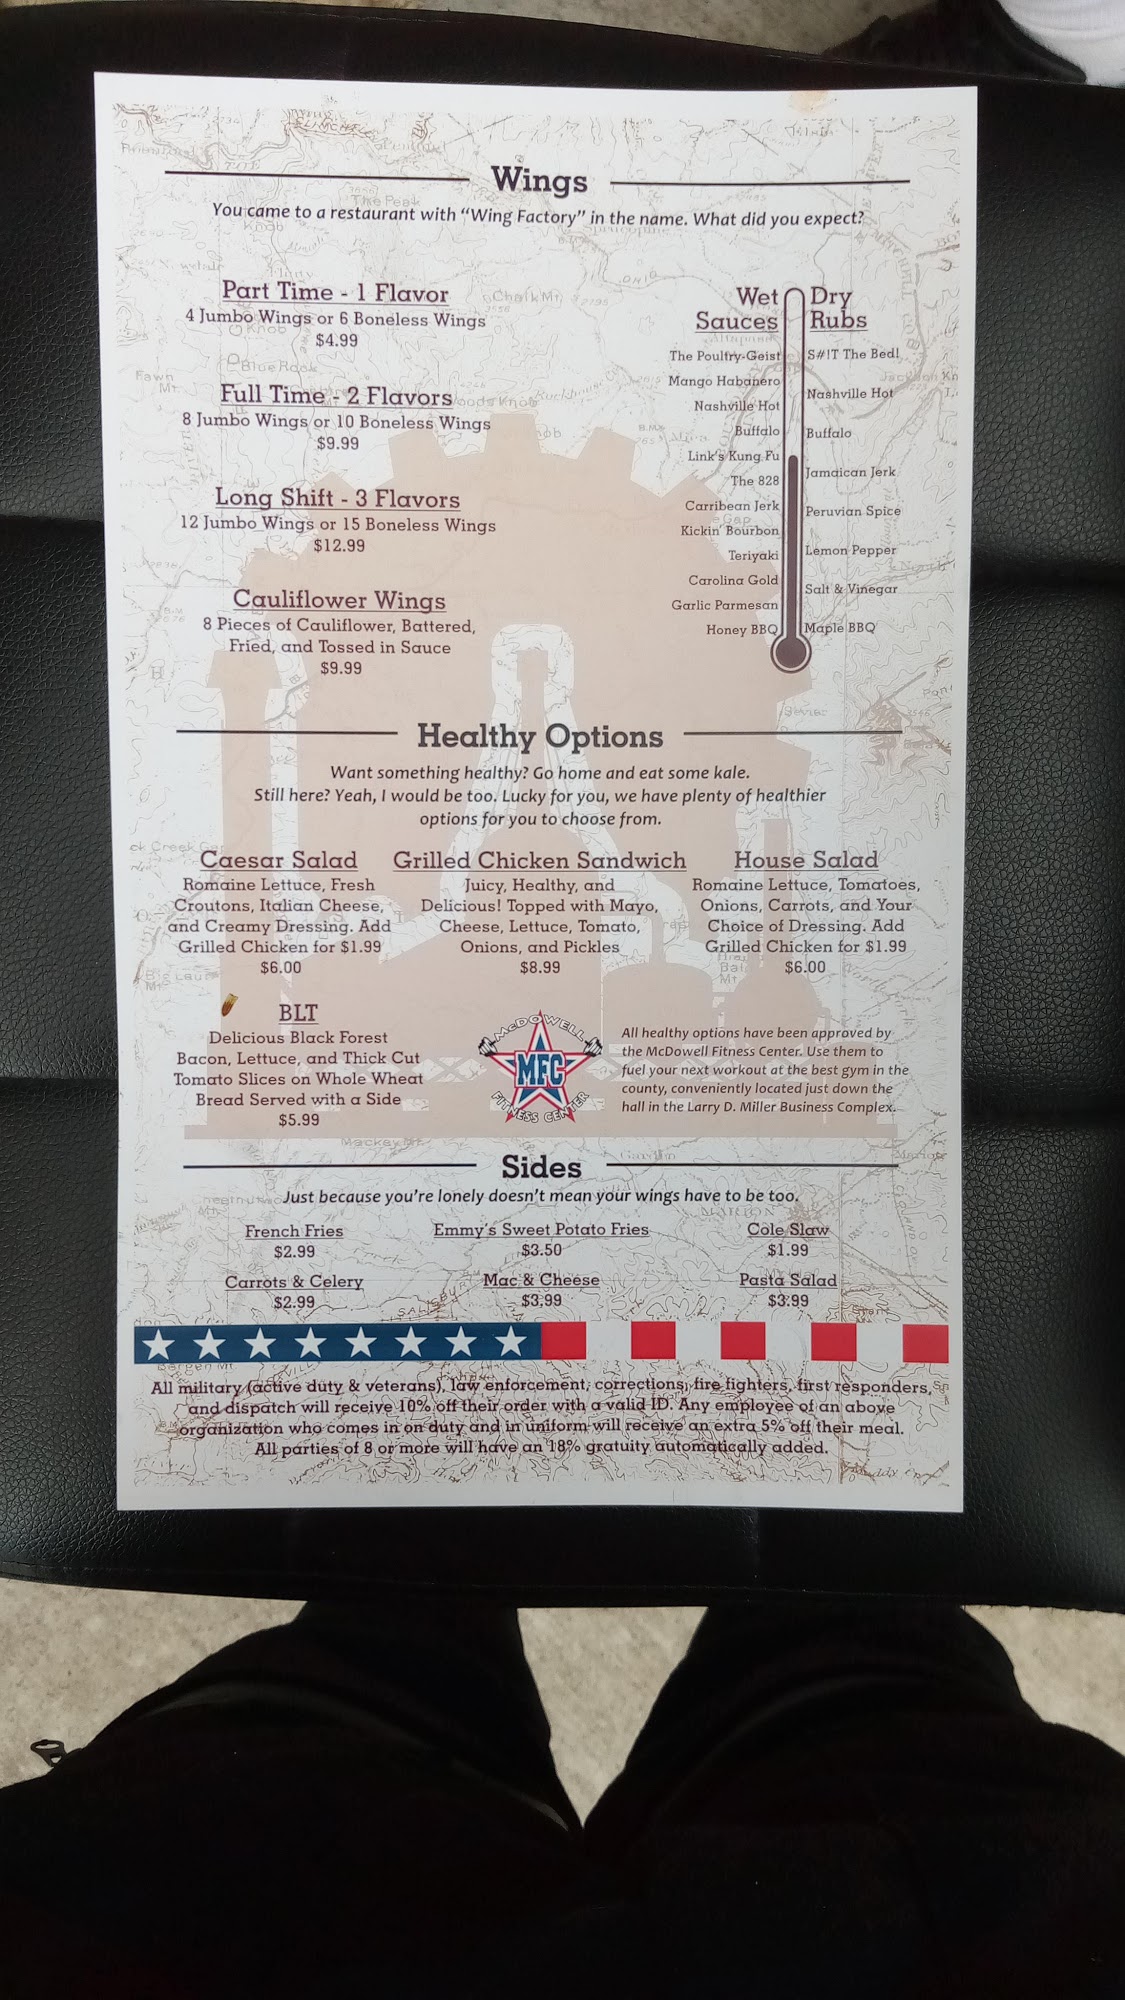 Wings
You came to a restaurant with “Wing Factory” in the name. What did you expect?
Part Time - 1 Flavor
4 Jumbo Wings or 6 Boneless Wings
$4.99
Full Time - 2 Flavors
8 Jumbo Wings or 10 Boneless Wings
$9.99
Long Shift - 3 Flavors
12 Jumbo Wings or 15 Boneless Wings
$12.99
Cauliflower Wings
8 Pieces of Cauliflower, Battered,
Fried, and Tossed in Sauce
$9.99
Wet
Sauces
The Poultry-Geist
Mango Habanero
Nashville Hot
Buffalo
Link's Kung Fu
The 828
Carribean Jerk
Kickin' Bourbon
Teriyaki
Carolina Gold
Garlic Parmesan
Honey BBQ
Dry
Rubs
S#!T The Bed!
Nashville Hot
Buffalo
Jamaican Jerk
Peruvian Spice
Lemon Pepper
Salt & Vinegar
Maple BBQ
Healthy Options
Want something healthy? Go home and eat some kale.
Still here? Yeah, I would be too. Lucky for you, we have plenty of healthier
options for you to choose from.
Caesar Salad
Romaine Lettuce, Fresh
Croutons, Italian Cheese,
and Creamy Dressing. Add
Grilled Chicken for $1.99
$6.00
Grilled Chicken Sandwich
Juicy, Healthy, and
Delicious! Topped with Mayo,
Cheese, Lettuce, Tomato,
Onions, and Pickles
$8.99
House Salad
Romaine Lettuce, Tomatoes,
Onions, Carrots, and Your
Choice of Dressing. Add
Grilled Chicken for $1.99
$6.00
BLT
Delicious Black Forest
Bacon, Lettuce, and Thick Cut
Tomato Slices on Whole Wheat
Bread Served with a Side
$5.99
McDOWELL
MFC
FITNESS CENTER
All healthy options have been approved by
the McDowell Fitness Center. Use them to
fuel your next workout at the best gym in the
county, conveniently located just down the
hall in the Larry D. Miller Business Complex.
Sides
Just because you're lonely doesn't mean your wings have to be too.
French Fries
$2.99
Emmy's Sweet Potato Fries
$3.50
Cole Slaw
$1.99
Carrots & Celery
$2.99
Mac & Cheese
$3.99
Pasta Salad
$3.99
All military (active duty & veterans), law enforcement, corrections, fire fighters, first responders,
and dispatch will receive 10% off their order with a valid ID. Any employee of an above
organization who comes in on duty and in uniform will receive an extra 5% off their meal.
All parties of 8 or more will have an 18% gratuity automatically added.